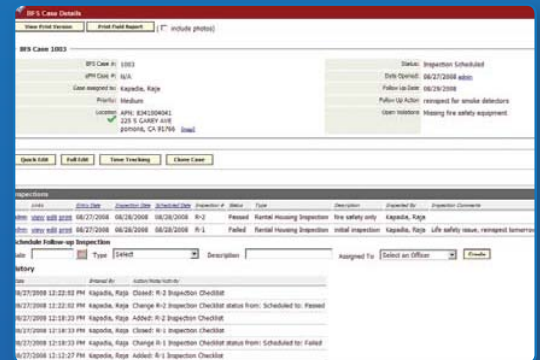 BFS Case Details
View Print Version Print Field Report ( include photos)
BFS Case 1003
BFS Case #: 1003 Status: Inspection Scheduled
ePM Case #: N/A Date Opened: 08/27/2008 admin
Case assigned to: Kapadia, Raja Follow Up Date 08/29/2008
Priority: Medium Follow Up Action reinspect for smoke detectors
Location APN: 8341004041 Open Violations Missing fire safety equipment
225 E GAREY AVE
pomona, CA 91766
Quick Edit Full Edit Time Tracking Close Case
nspections
Links Entry Date Inspection Date Scheduled Date Inspection # Status Type Description Inspected By Inspection Comments
admn view edit print 08/27/2008 08/28/2008 08/28/2008 R-2 Passed Rental Housing Inspection fire safety only Kapadia, Raja
admn view edit print 08/27/2008 08/28/2008 08/28/2008 R-1 Failed Rental Housing Inspection initial inspection Kapadia, Raja Life safety issue, reinspect tomorrow
Schedule Follow-up Inspection
ate Type Select Description Assigned To Select an Officer Create
istory
ate Entered By Action/Note/Activity
08/27/2008 12:22:02 PM Kapadia, Raja Closed: R-2 Inspection Checklist
08/27/2008 12:22:02 PM Kapadia, Raja Change R-2 Inspection Checklist status from: Scheduled to: Passed
08/27/2008 12:18:33 PM Kapadia, Raja Added: R-2 Inspection Checklist
08/27/2008 12:18:33 PM Kapadia, Raja Closed: R-1 Inspection Checklist
08/27/2008 12:18:33 PM Kapadia, Raja Change R-1 Inspection Checklist status from: Scheduled to: Failed
08/27/2008 12:12:27 PM Kapadia, Raja Added: R-1 Inspection Checklist